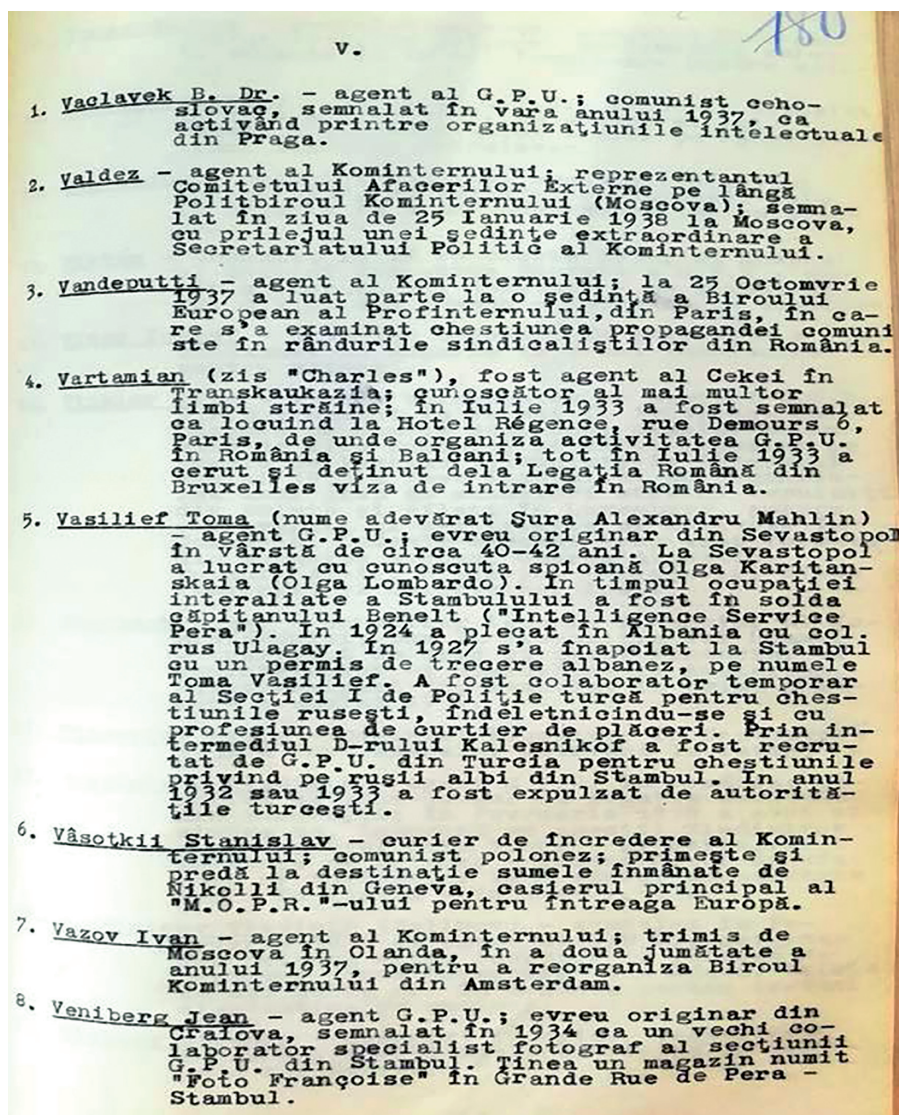 180
V.
1. Vaclavek B. Dr. - agent al G.P.U.; comunist ceho-
slovac, semnalat în vara anului 1937, ca
activând printre organizaţiunile intelectuale
din Praga.
2. Valdez - agent al Kominternului; reprezentantul
Comitetului Afacerilor Externe pe lângă
Politbiroul Kominternului (Moscova); semna-
lat în ziua de 25 Ianuarie 1938 la Moscova,
cu prilejul unei şedinţe extraordinare a
Secretariatului Politic al Kominternului.
3. Vandeputti - agent al Kominternului; la 25 Octomvrie
1937 a luat parte la o şedinţă a Biroului
European al Profinternului,din Paris, în ca-
re s'a examinat chestiunea propagandei comuni
ste în rândurile sindicaliştilor din România.
4. Vartamian (zis "Charles"), fost agent al Cekei în
Transkaukazia; cunoscător al mai multor
limbi străine; în Iulie 1933 a fost semnalat
ca locuind la Hotel Régence, rue Demours 6,
Paris, de unde organiza activitatea G.P.U.
în România şi Balcani; tot în Iulie 1933 a
cerut şi deţinut dela Legaţia Română din
Bruxelles viza de intrare în România.
5. Vasilief Toma (nume adevărat Şura Alexandru Mahlin)
- agent G.P.U.; evreu originar din Sevastopol
în vârstă de circa 40-42 ani. La Sevastopol
a lucrat cu cunoscuta spioană Olga Karitan-
skaia (Olga Lombardo). In timpul ocupaţiei
interaliate a Stambulului a fost în solda
căpitanului Benelt ("Intelligence Service
Pera"). In 1924 a plecat în Albania cu col.
rus Ulagay. In 1927 s'a înapoiat la Stambul
cu un permis de trecere albanez, pe numele
Toma Vasilief. A fost colaborator temporar
al Secţiei I de Poliţie turcă pentru ches-
tiunile ruseşti, îndeletnicindu-se şi cu
profesiunea de curtier de plăceri. Prin in-
termediul D-rului Kalesnikof a fost recru-
tat de G.P.U. din Turcia pentru chestiunile
privind pe ruşii albi din Stambul. In anul
1932 sau 1933 a fost expulzat de autorită-
ţile turceşti.
6. Vâsoţkii Stanislav - curier de încredere al Komin-
ternului; comunist polonez; primeşte şi
predă la destinaţie sumele înmânate de
Nikolli din Geneva, casierul principal al
"M.O.P.R."-ului pentru întreaga Europă.
7. Vazov Ivan - agent al Kominternului; trimis de
Moscova în Olanda, în a doua jumătate a
anului 1937, pentru a reorganiza Biroul
Kominternului din Amsterdam.
8. Veniberg Jean - agent G.P.U.; evreu originar din
Craiova, semnalat în 1934 ca un vechi co-
laborator specialist fotograf al secţiunii
G.P.U. din Stambul. Ţinea un magazin numit
"Foto Françoise" în Grande Rue de Pera -
Stambul.